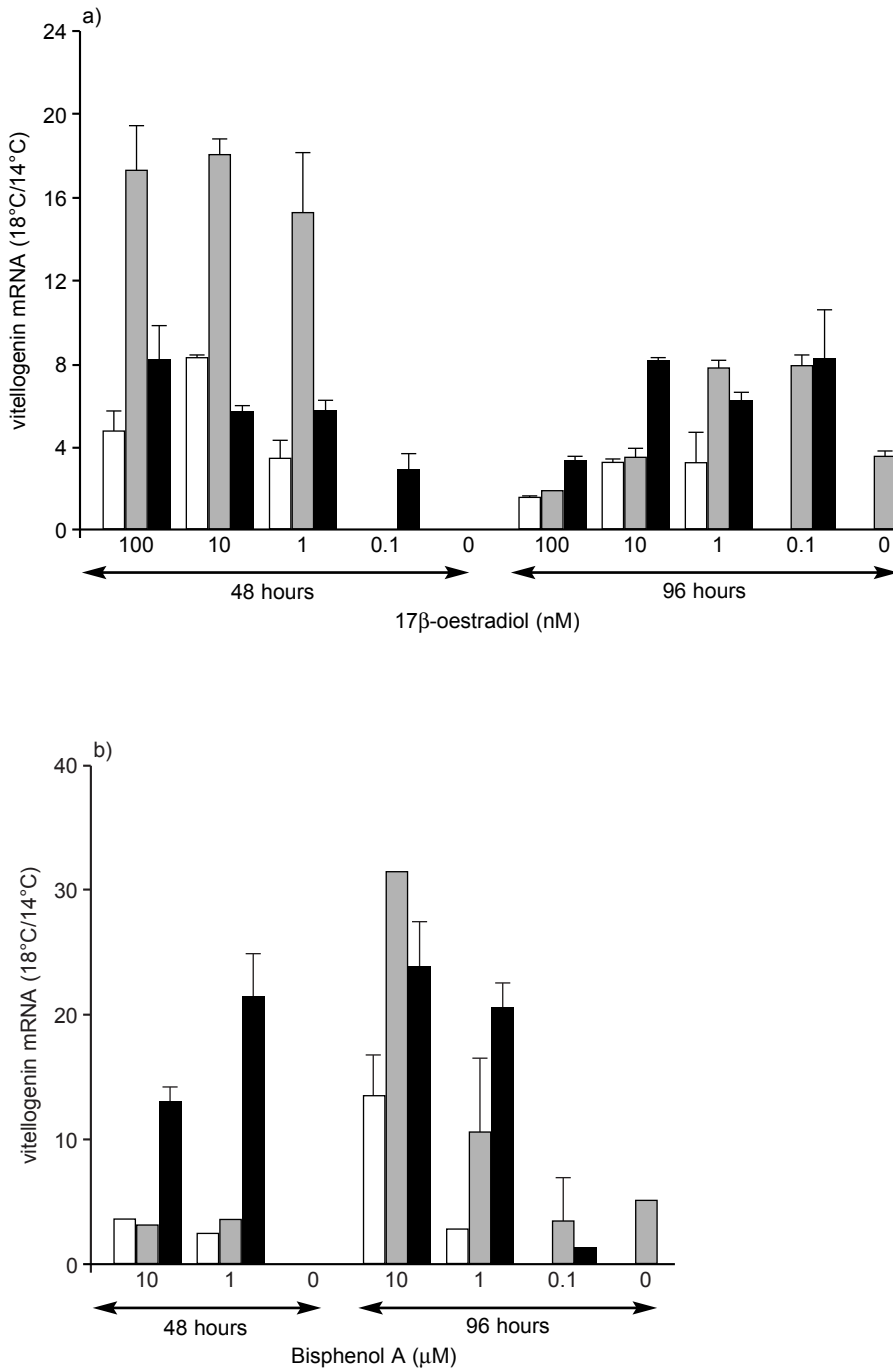 a)
24
20
16
12
8
4
0
vitellogenin mRNA (18°C/14°C)
100 10 1 0.1 0 100 10 1 0.1 0
48 hours 96 hours
17β-oestradiol (nM)
b)
40
30
20
10
0
vitellogenin mRNA (18°C/14°C)
10 1 0 10 1 0.1 0
48 hours 96 hours
Bisphenol A (μM)